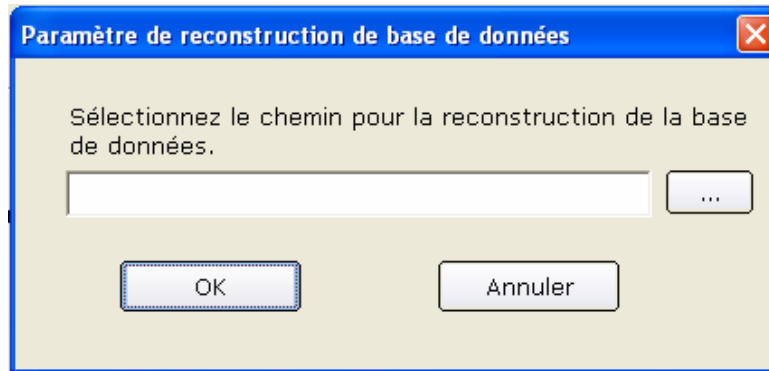 Paramètre de reconstruction de base de données
Sélectionnez le chemin pour la reconstruction de la base
de données.
...
OK
Annuler